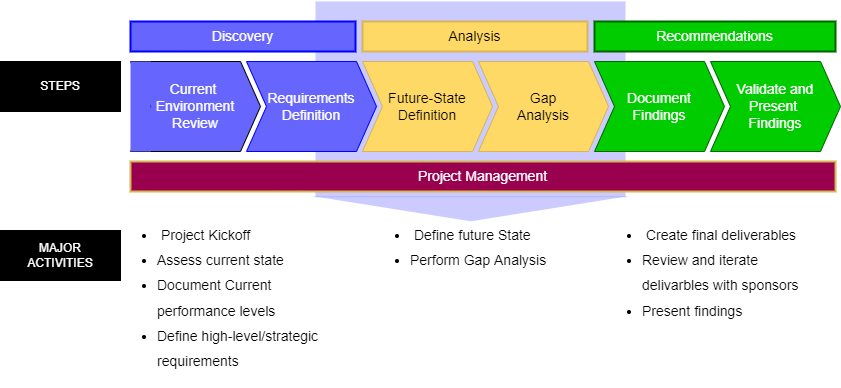 Discovery
Analysis
Recommendations
STEPS
Current
Environment
Review
Requirements
Definition
Future-State
Definition
Gap
Analysis
Document
Findings
Validate and
Present
Findings
Project Management
MAJOR
ACTIVITIES
• Project Kickoff
• Assess current state
• Document Current
performance levels
• Define high-level/strategic
requirements
• Define future State
• Perform Gap Analysis
• Create final deliverables
• Review and iterate
delivarbles with sponsors
• Present findings